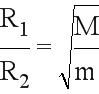 R₁/R₂ = √(M/m)